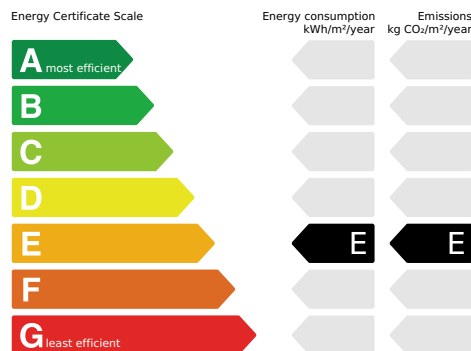 Energy Certificate Scale
Energy consumption
kWh/m²/year
Emissions
kg CO₂/m²/year
A most efficient
B
C
D
E E E
F
G least efficient